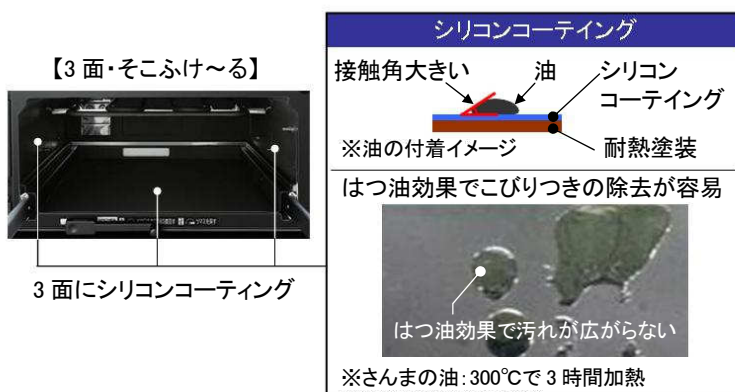 【3面・そこふけ～る】
3面にシリコンコーティング
シリコンコーテイング
接触角大きい
油
シリコン
コーテイング
※油の付着イメージ
耐熱塗装
はつ油効果でこびりつきの除去が容易
はつ油効果で汚れが広がらない
※さんまの油：300℃で3時間加熱